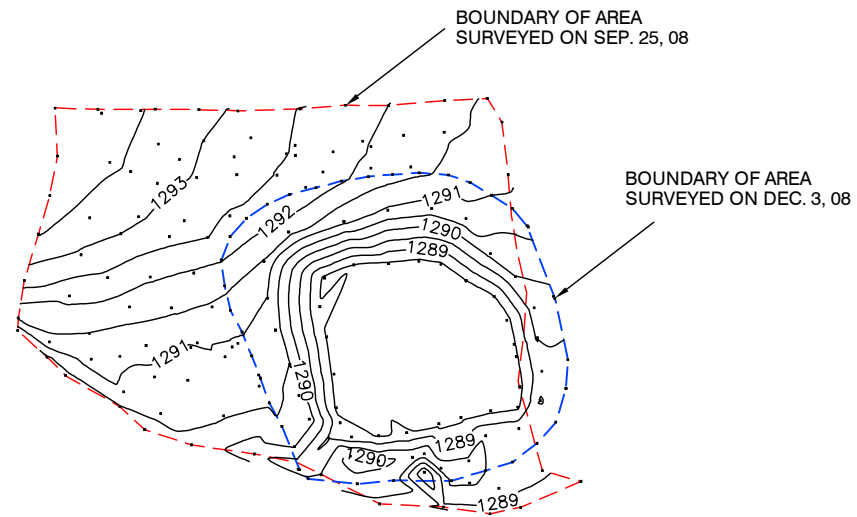 BOUNDARY OF AREA
SURVEYED ON SEP. 25, 08
BOUNDARY OF AREA
SURVEYED ON DEC. 3, 08
1293
1292
1291
1290
1289
1291
1290
1289
1290
1289